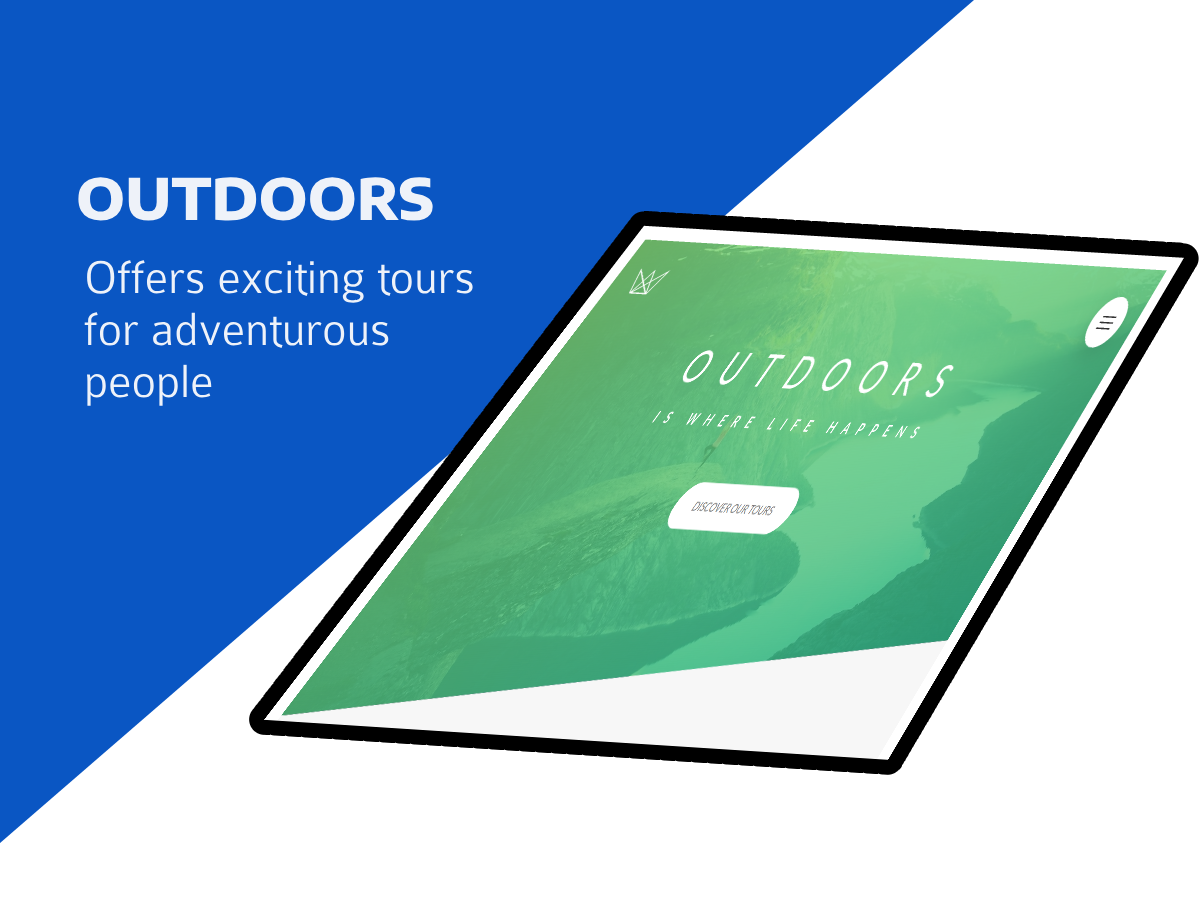 OUTDOORS
Offers exciting tours
for adventurous
people
OUTDOORS
IS WHERE LIFE HAPPENS
DISCOVER OUR TOURS